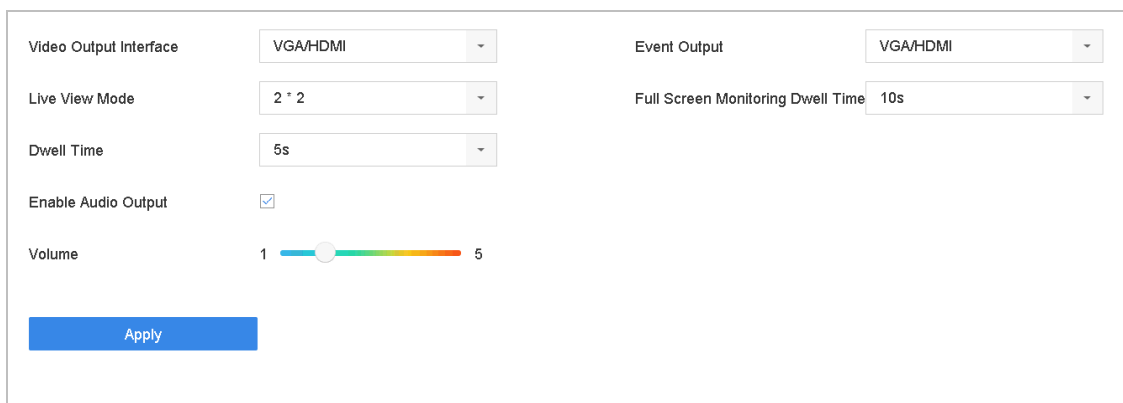 Video Output Interface VGA/HDMI Event Output VGA/HDMI
Live View Mode 2 * 2 Full Screen Monitoring Dwell Time 10s
Dwell Time 5s
Enable Audio Output
Volume 1 5
Apply